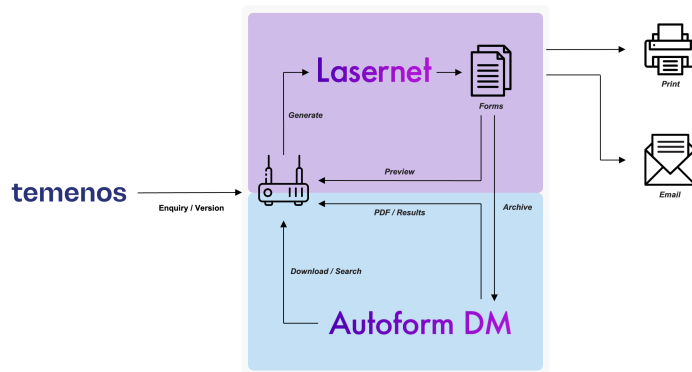 Lasernet
Print
Forms
Generate
Preview
temenos
Enquiry / Version
Email
PDF / Results
Archive
Download / Search
Autoform DM